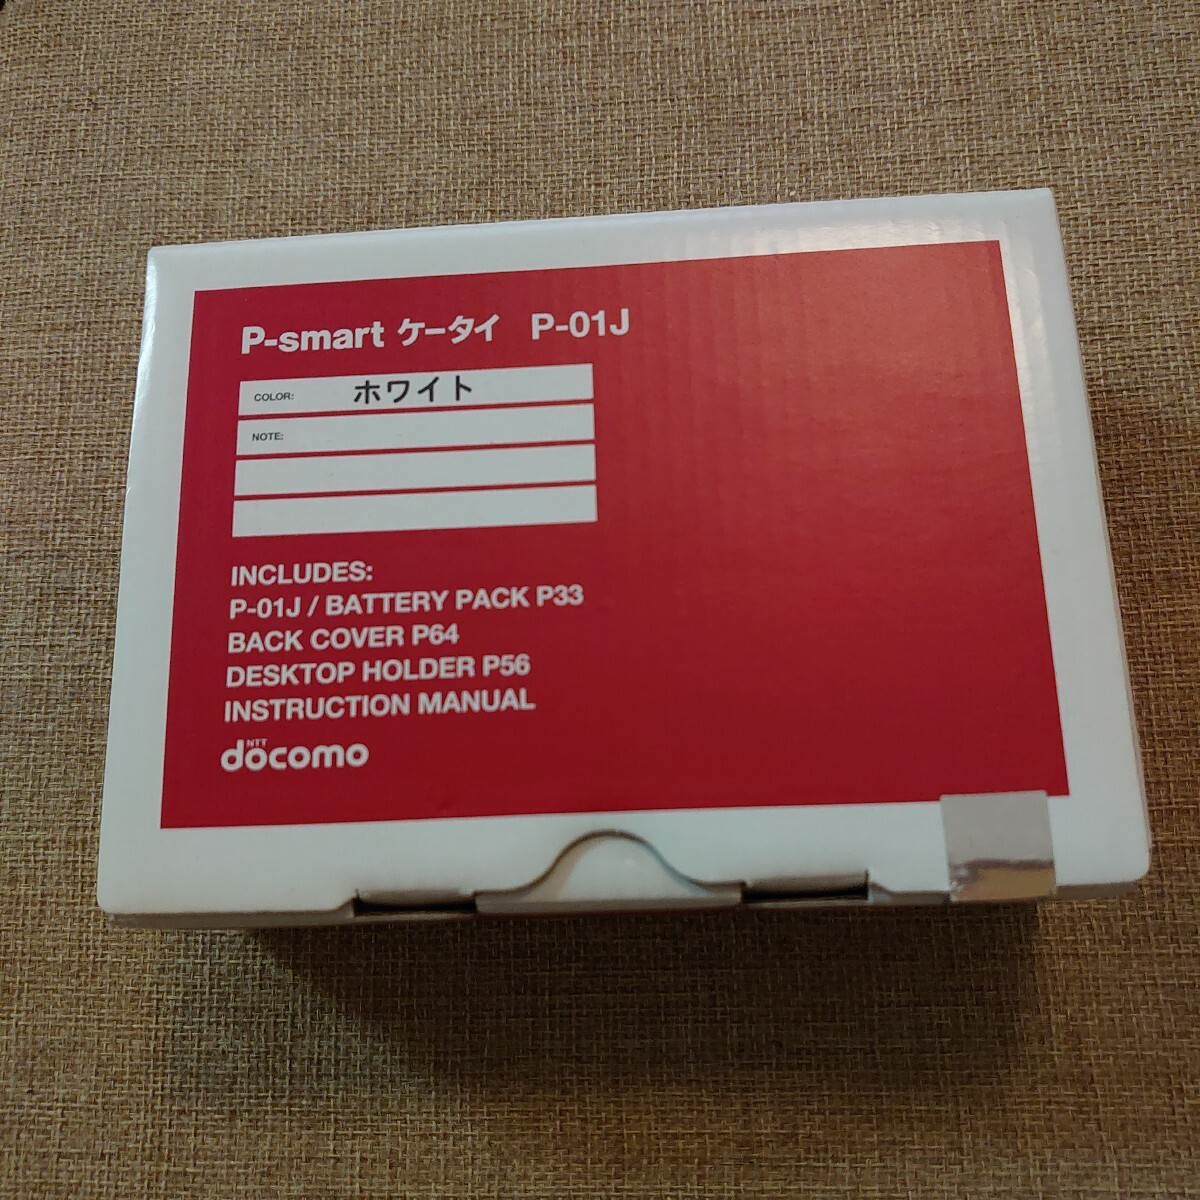 P-smart ケータイ P-01J
COLOR: ホワイト
NOTE:
INCLUDES:
P-01J / BATTERY PACK P33
BACK COVER P64
DESKTOP HOLDER P56
INSTRUCTION MANUAL
NTT
docomo